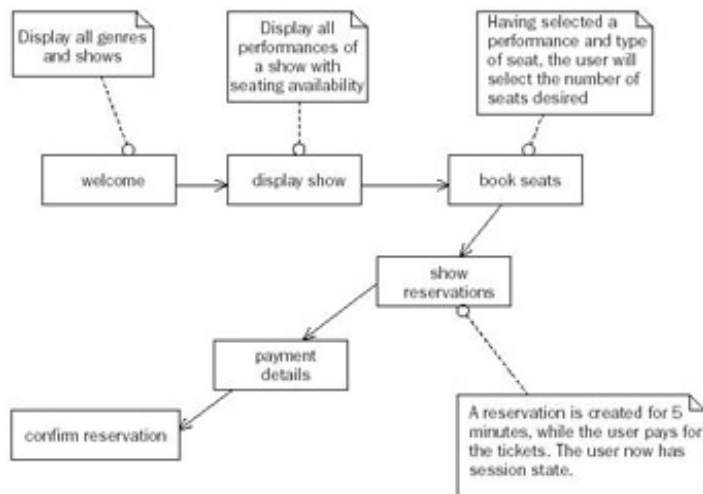 Display all genres
and shows
Display all
performances of
a show with
seating availability
Having selected a
performance and type
of seat, the user will
select the number of
seats desired
welcome
display show
book seats
show
reservations
payment
details
confirm reservation
A reservation is created for 5
minutes, while the user pays for
the tickets. The user now has
session state.